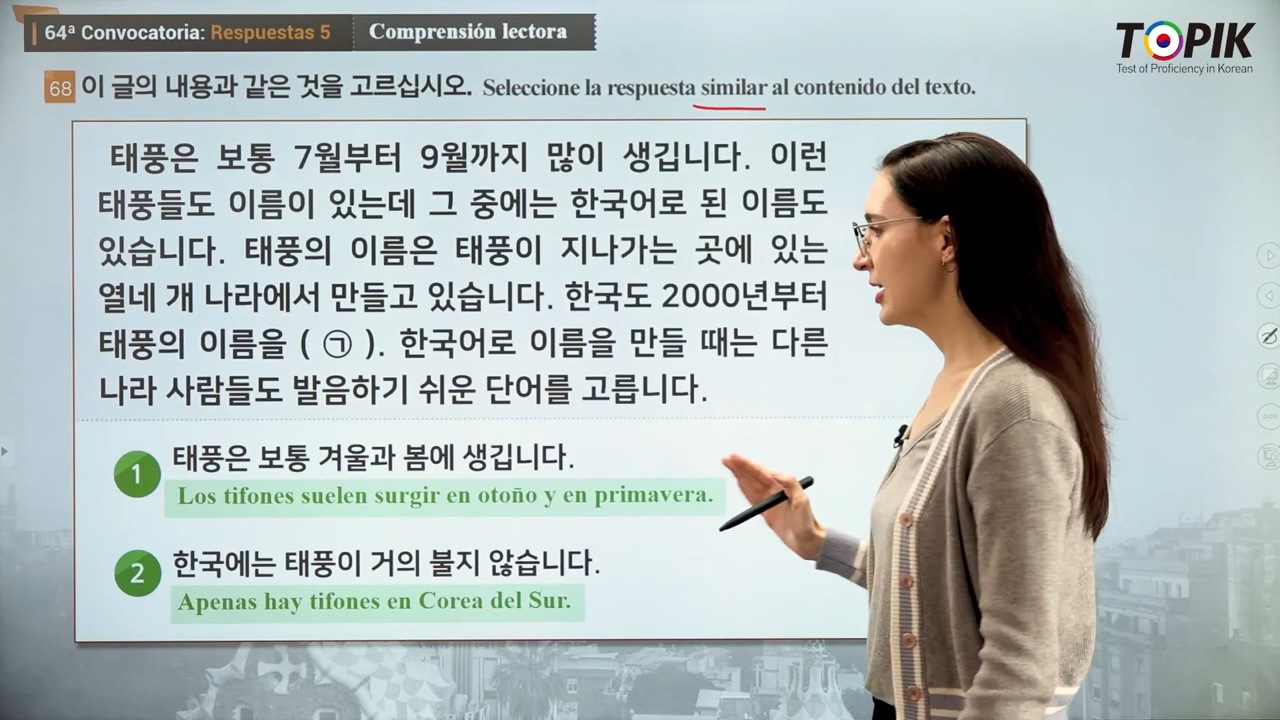 64ª Convocatoria: Respuestas 5 Comprensión lectora
TOPIK
Test of Proficiency in Korean
68 이 글의 내용과 같은 것을 고르십시오. Seleccione la respuesta similar al contenido del texto.
태풍은 보통 7월부터 9월까지 많이 생깁니다. 이런
태풍들도 이름이 있는데 그 중에는 한국어로 된 이름도
있습니다. 태풍의 이름은 태풍이 지나가는 곳에 있는
열네 개 나라에서 만들고 있습니다. 한국도 2000년부터
태풍의 이름을 ( ㉠ ). 한국어로 이름을 만들 때는 다른
나라 사람들도 발음하기 쉬운 단어를 고릅니다.
1 태풍은 보통 겨울과 봄에 생깁니다.
Los tifones suelen surgir en otoño y en primavera.
2 한국에는 태풍이 거의 불지 않습니다.
Apenas hay tifones en Corea del Sur.